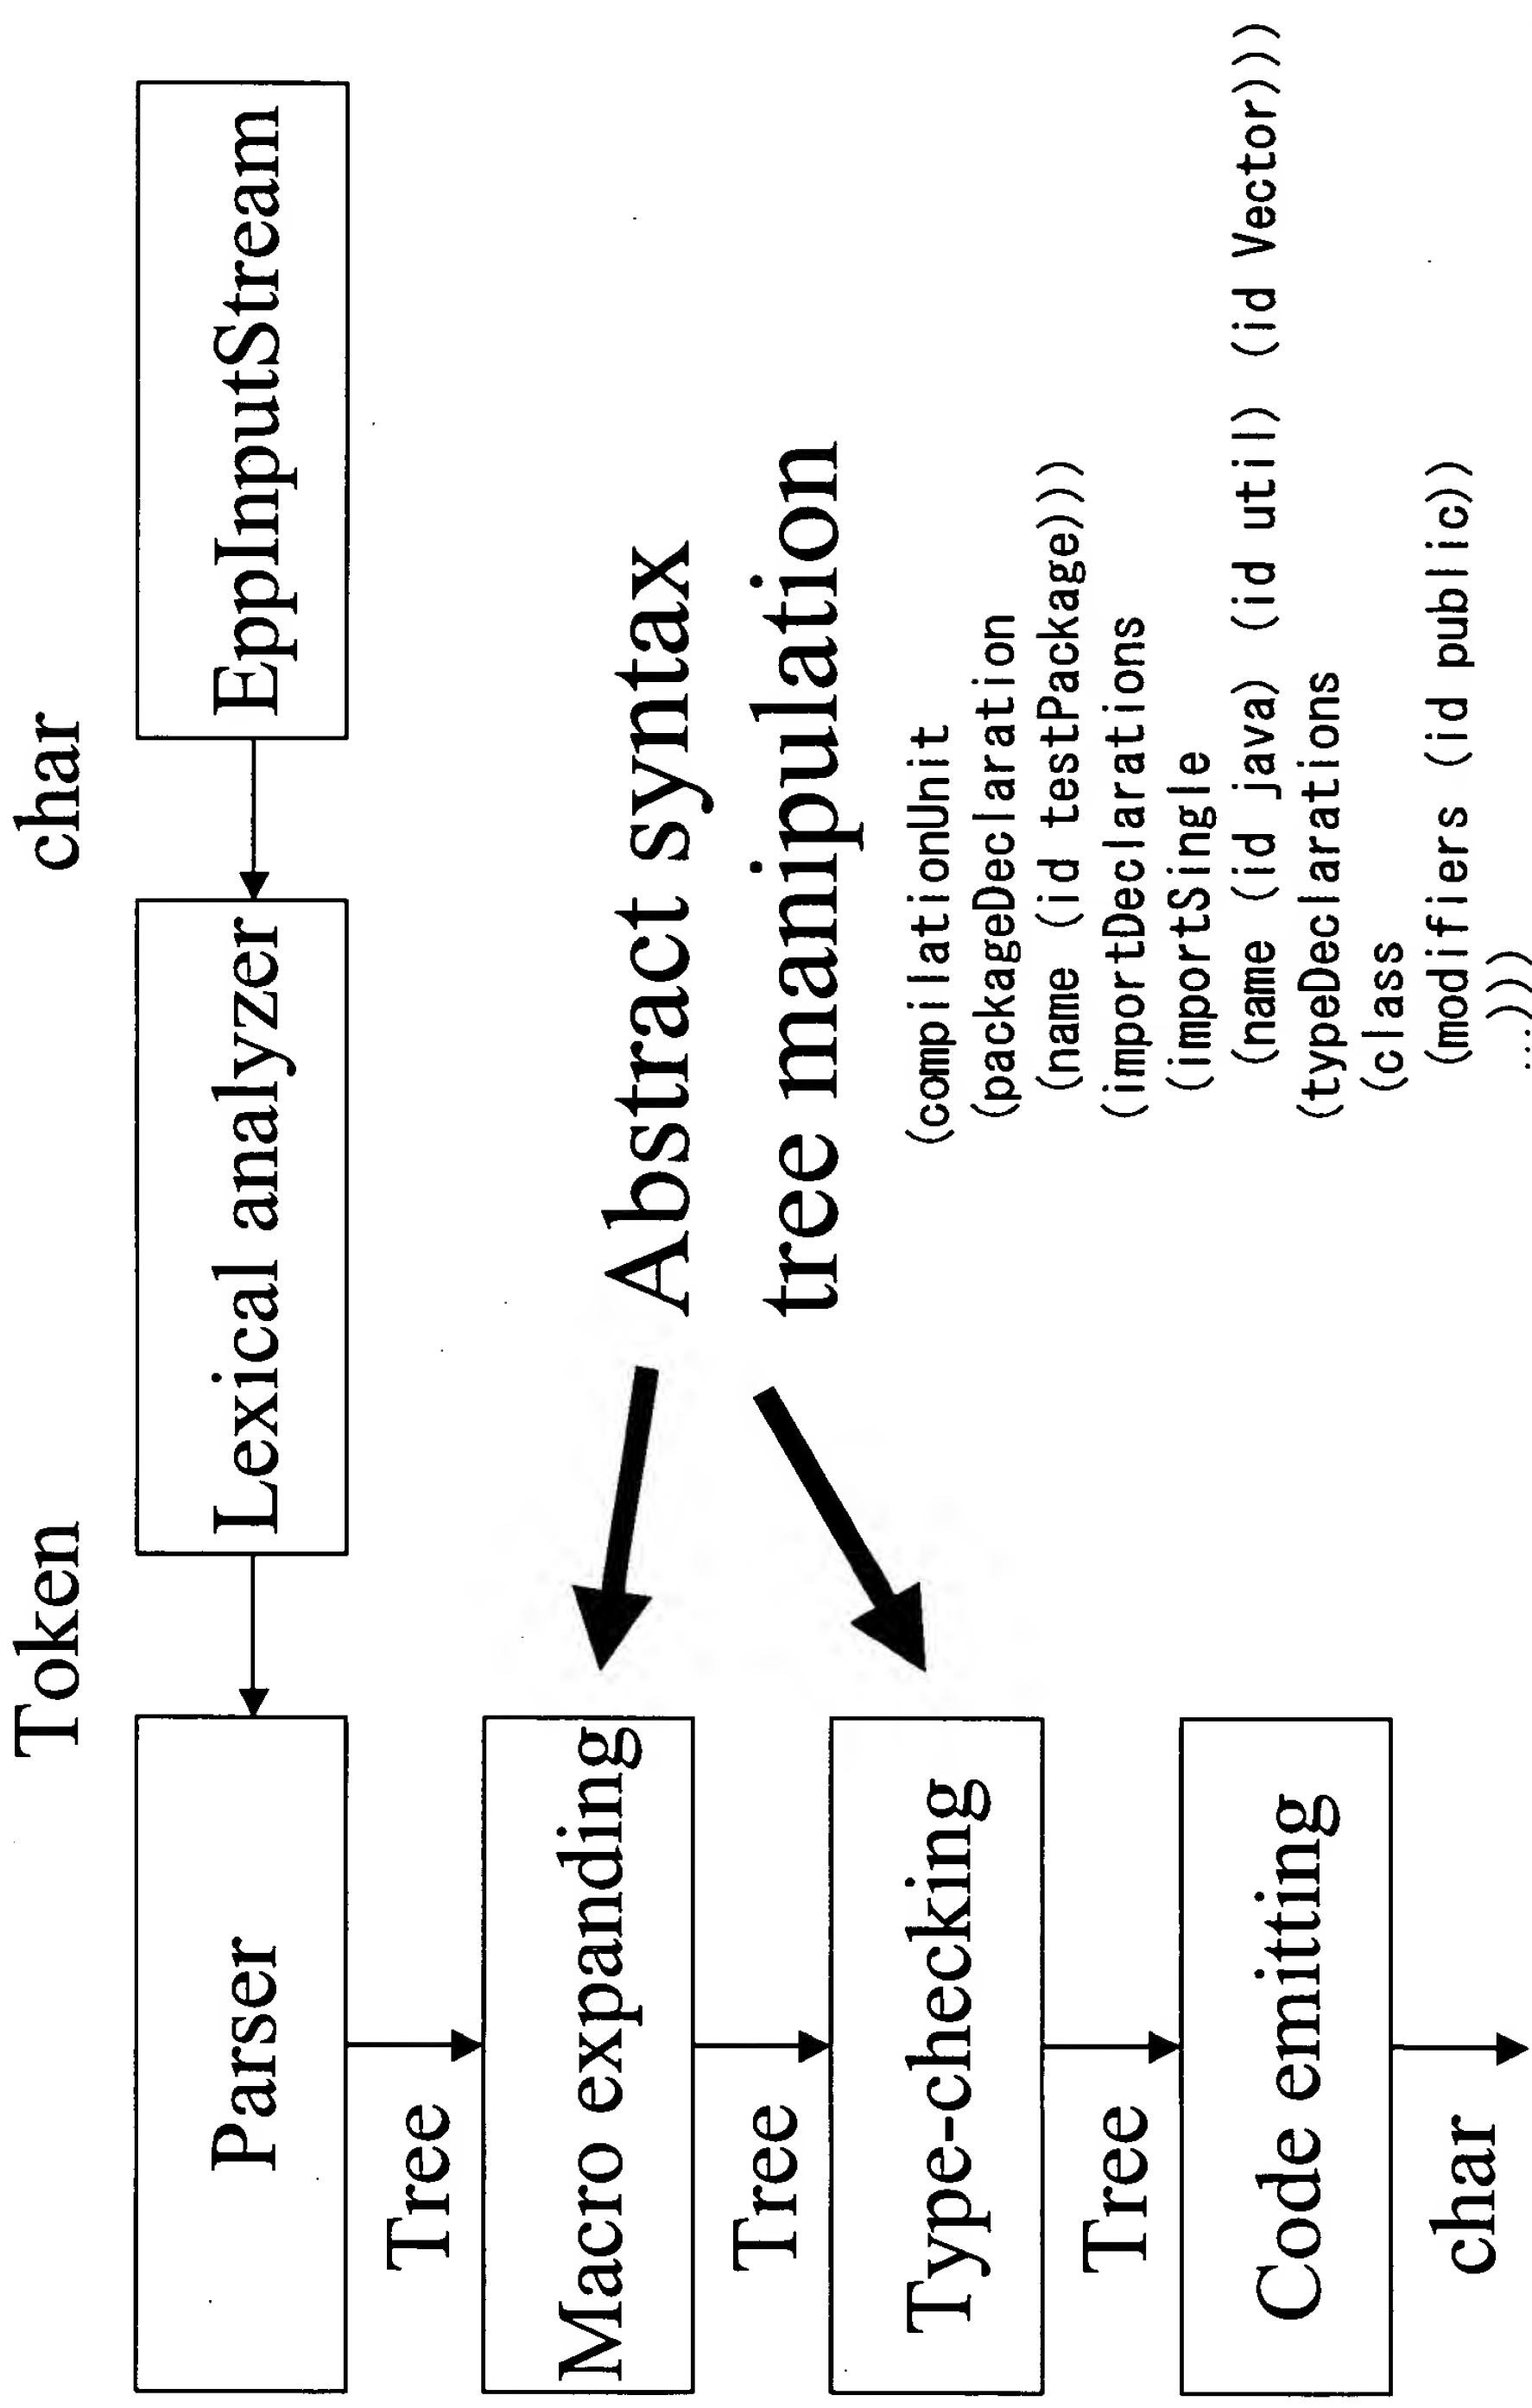 Token
char
Parser
Lexical analyzer
EppInputStream
Tree
Macro expanding
Abstract syntax
tree manipulation
Tree
Type-checking
Tree
Code emitting
char
(compilationUnit
(packageDeclaration
(name (id testPackage)))
(importDeclarations
(importSingle
(name (id java) (id util) (id Vector))))
(typeDeclarations
(class
(modifiers (id public))
...)))